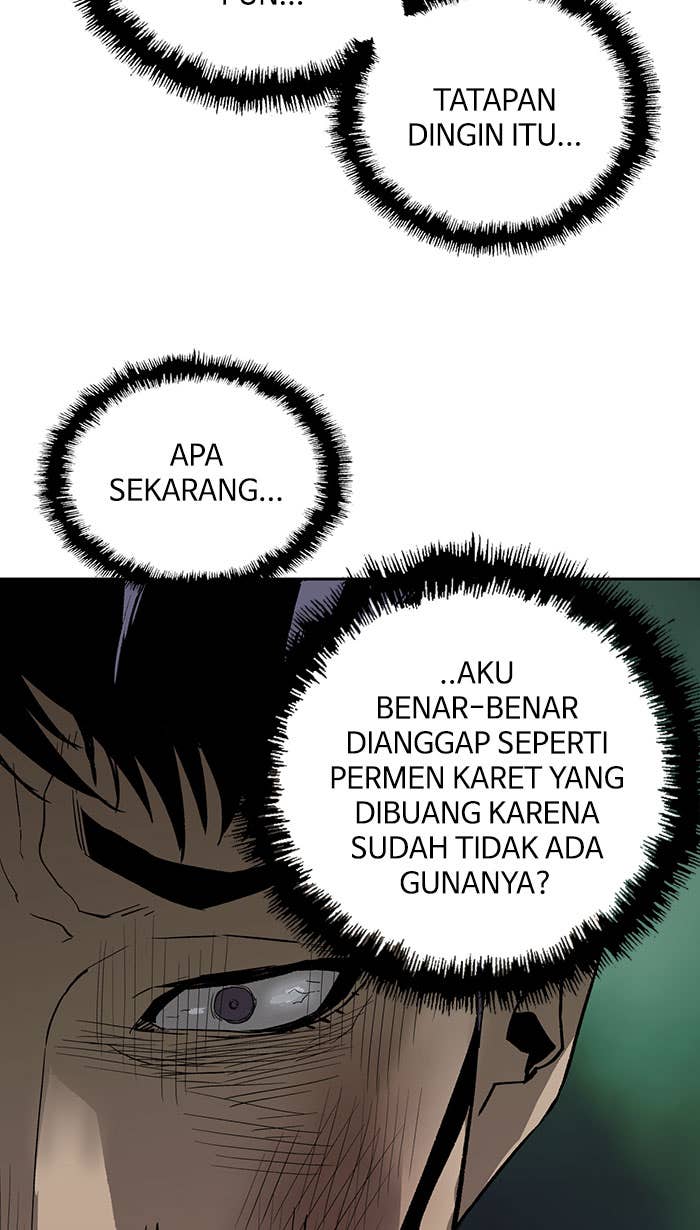 PUN...
TATAPAN
DINGIN ITU...
APA
SEKARANG...
..AKU
BENAR-BENAR
DIANGGAP SEPERTI
PERMEN KARET YANG
DIBUANG KARENA
SUDAH TIDAK ADA
GUNANYA?